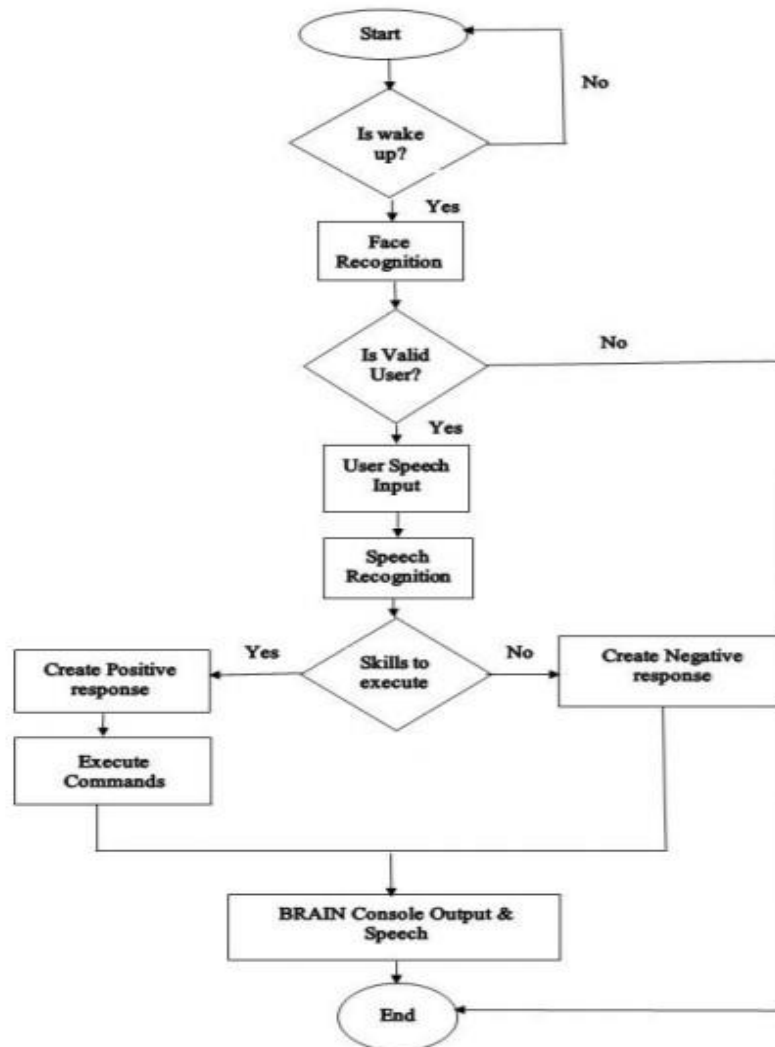 Start
No
Is wake
up?
Yes
Face
Recognition
Is Valid
User?
No
Yes
User Speech
Input
Speech
Recognition
Yes
Skills to
execute
No
Create Positive
response
Create Negative
response
Execute
Commands
BRAIN Console Output &
Speech
End